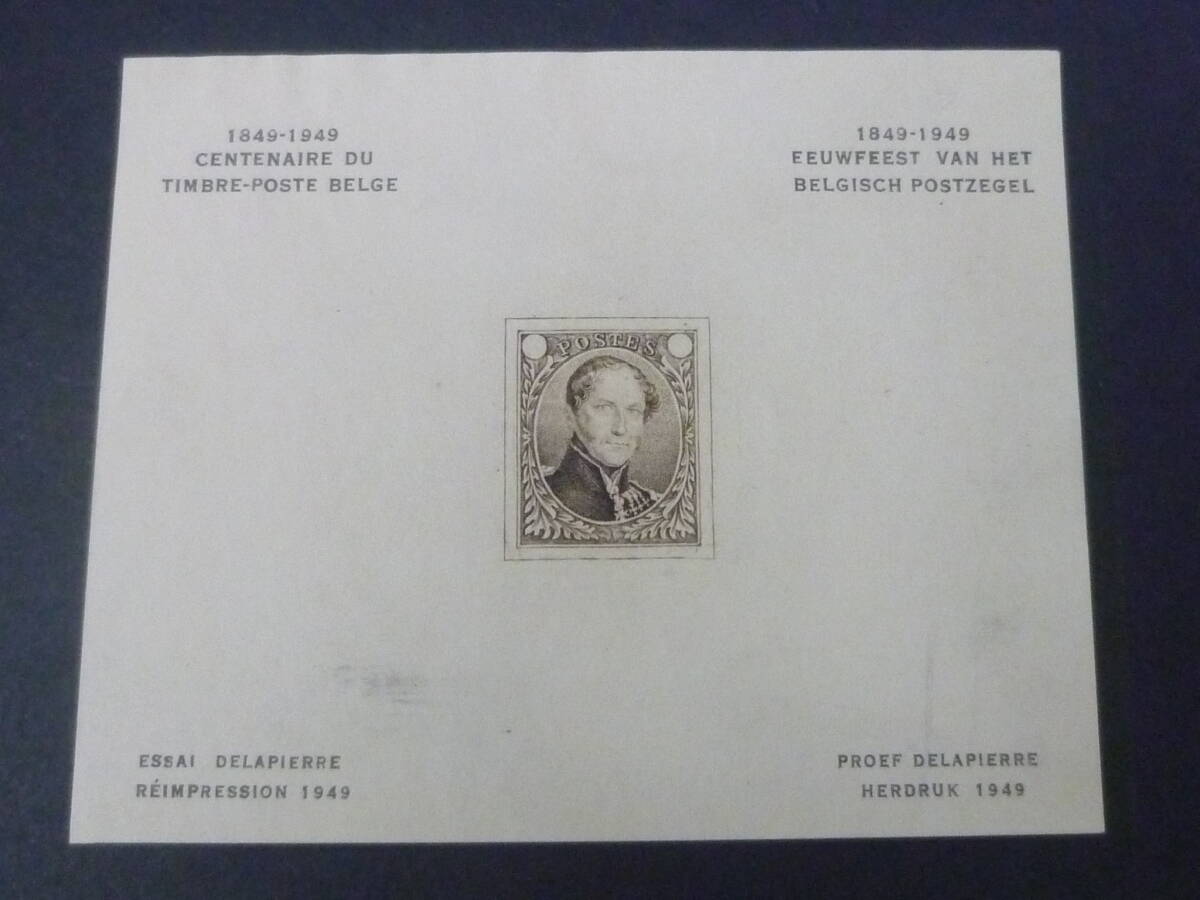 1849-1949
CENTENAIRE DU
TIMBRE-POSTE BELGE
1849-1949
EEUWFEEST VAN HET
BELGISCH POSTZEGEL
POSTES
ESSAI DELAPIERRE
RÉIMPRESSION 1949
PROEF DELAPIERRE
HERDRUK 1949